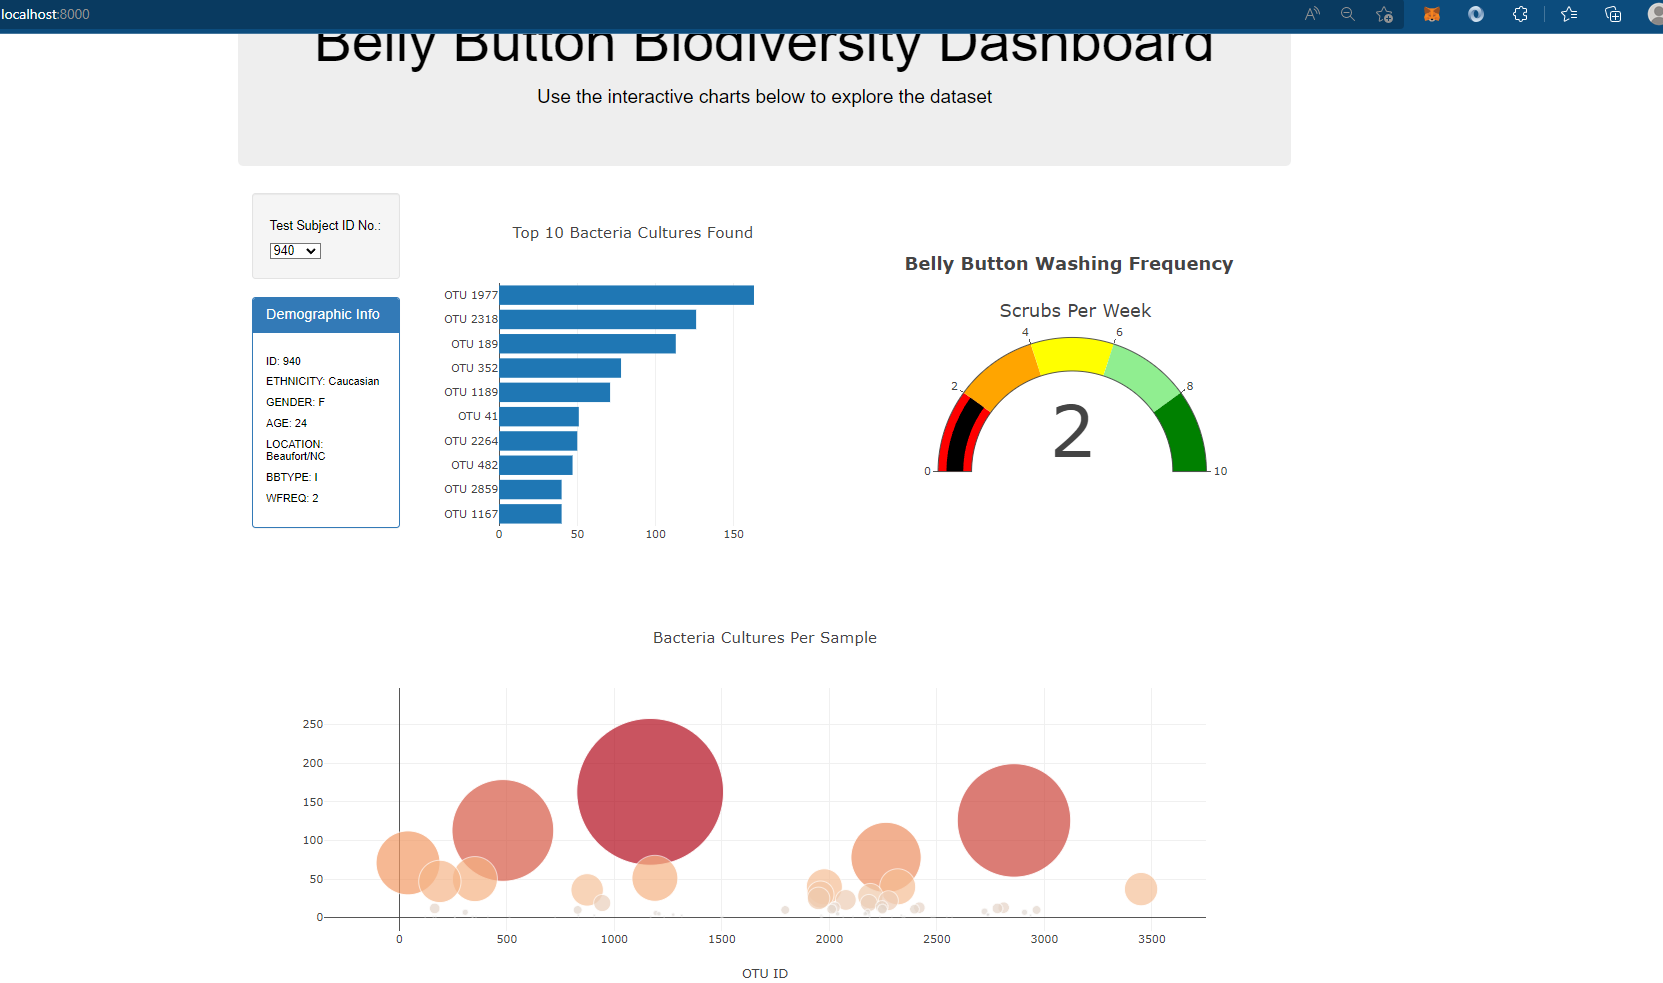 localhost:8000
Belly Button Biodiversity Dashboard
Use the interactive charts below to explore the dataset
Test Subject ID No.:
940
Demographic Info
ID: 940
ETHNICITY: Caucasian
GENDER: F
AGE: 24
LOCATION:
Beaufort/NC
BBTYPE: I
WFREQ: 2
Top 10 Bacteria Cultures Found
OTU 1977
OTU 2318
OTU 189
OTU 352
OTU 1189
OTU 41
OTU 2264
OTU 482
OTU 2859
OTU 1167
0 50 100 150
Belly Button Washing Frequency
Scrubs Per Week
4 6
2 8
2
0 10
Bacteria Cultures Per Sample
250
200
150
100
50
0
0 500 1000 1500 2000 2500 3000 3500
OTU ID